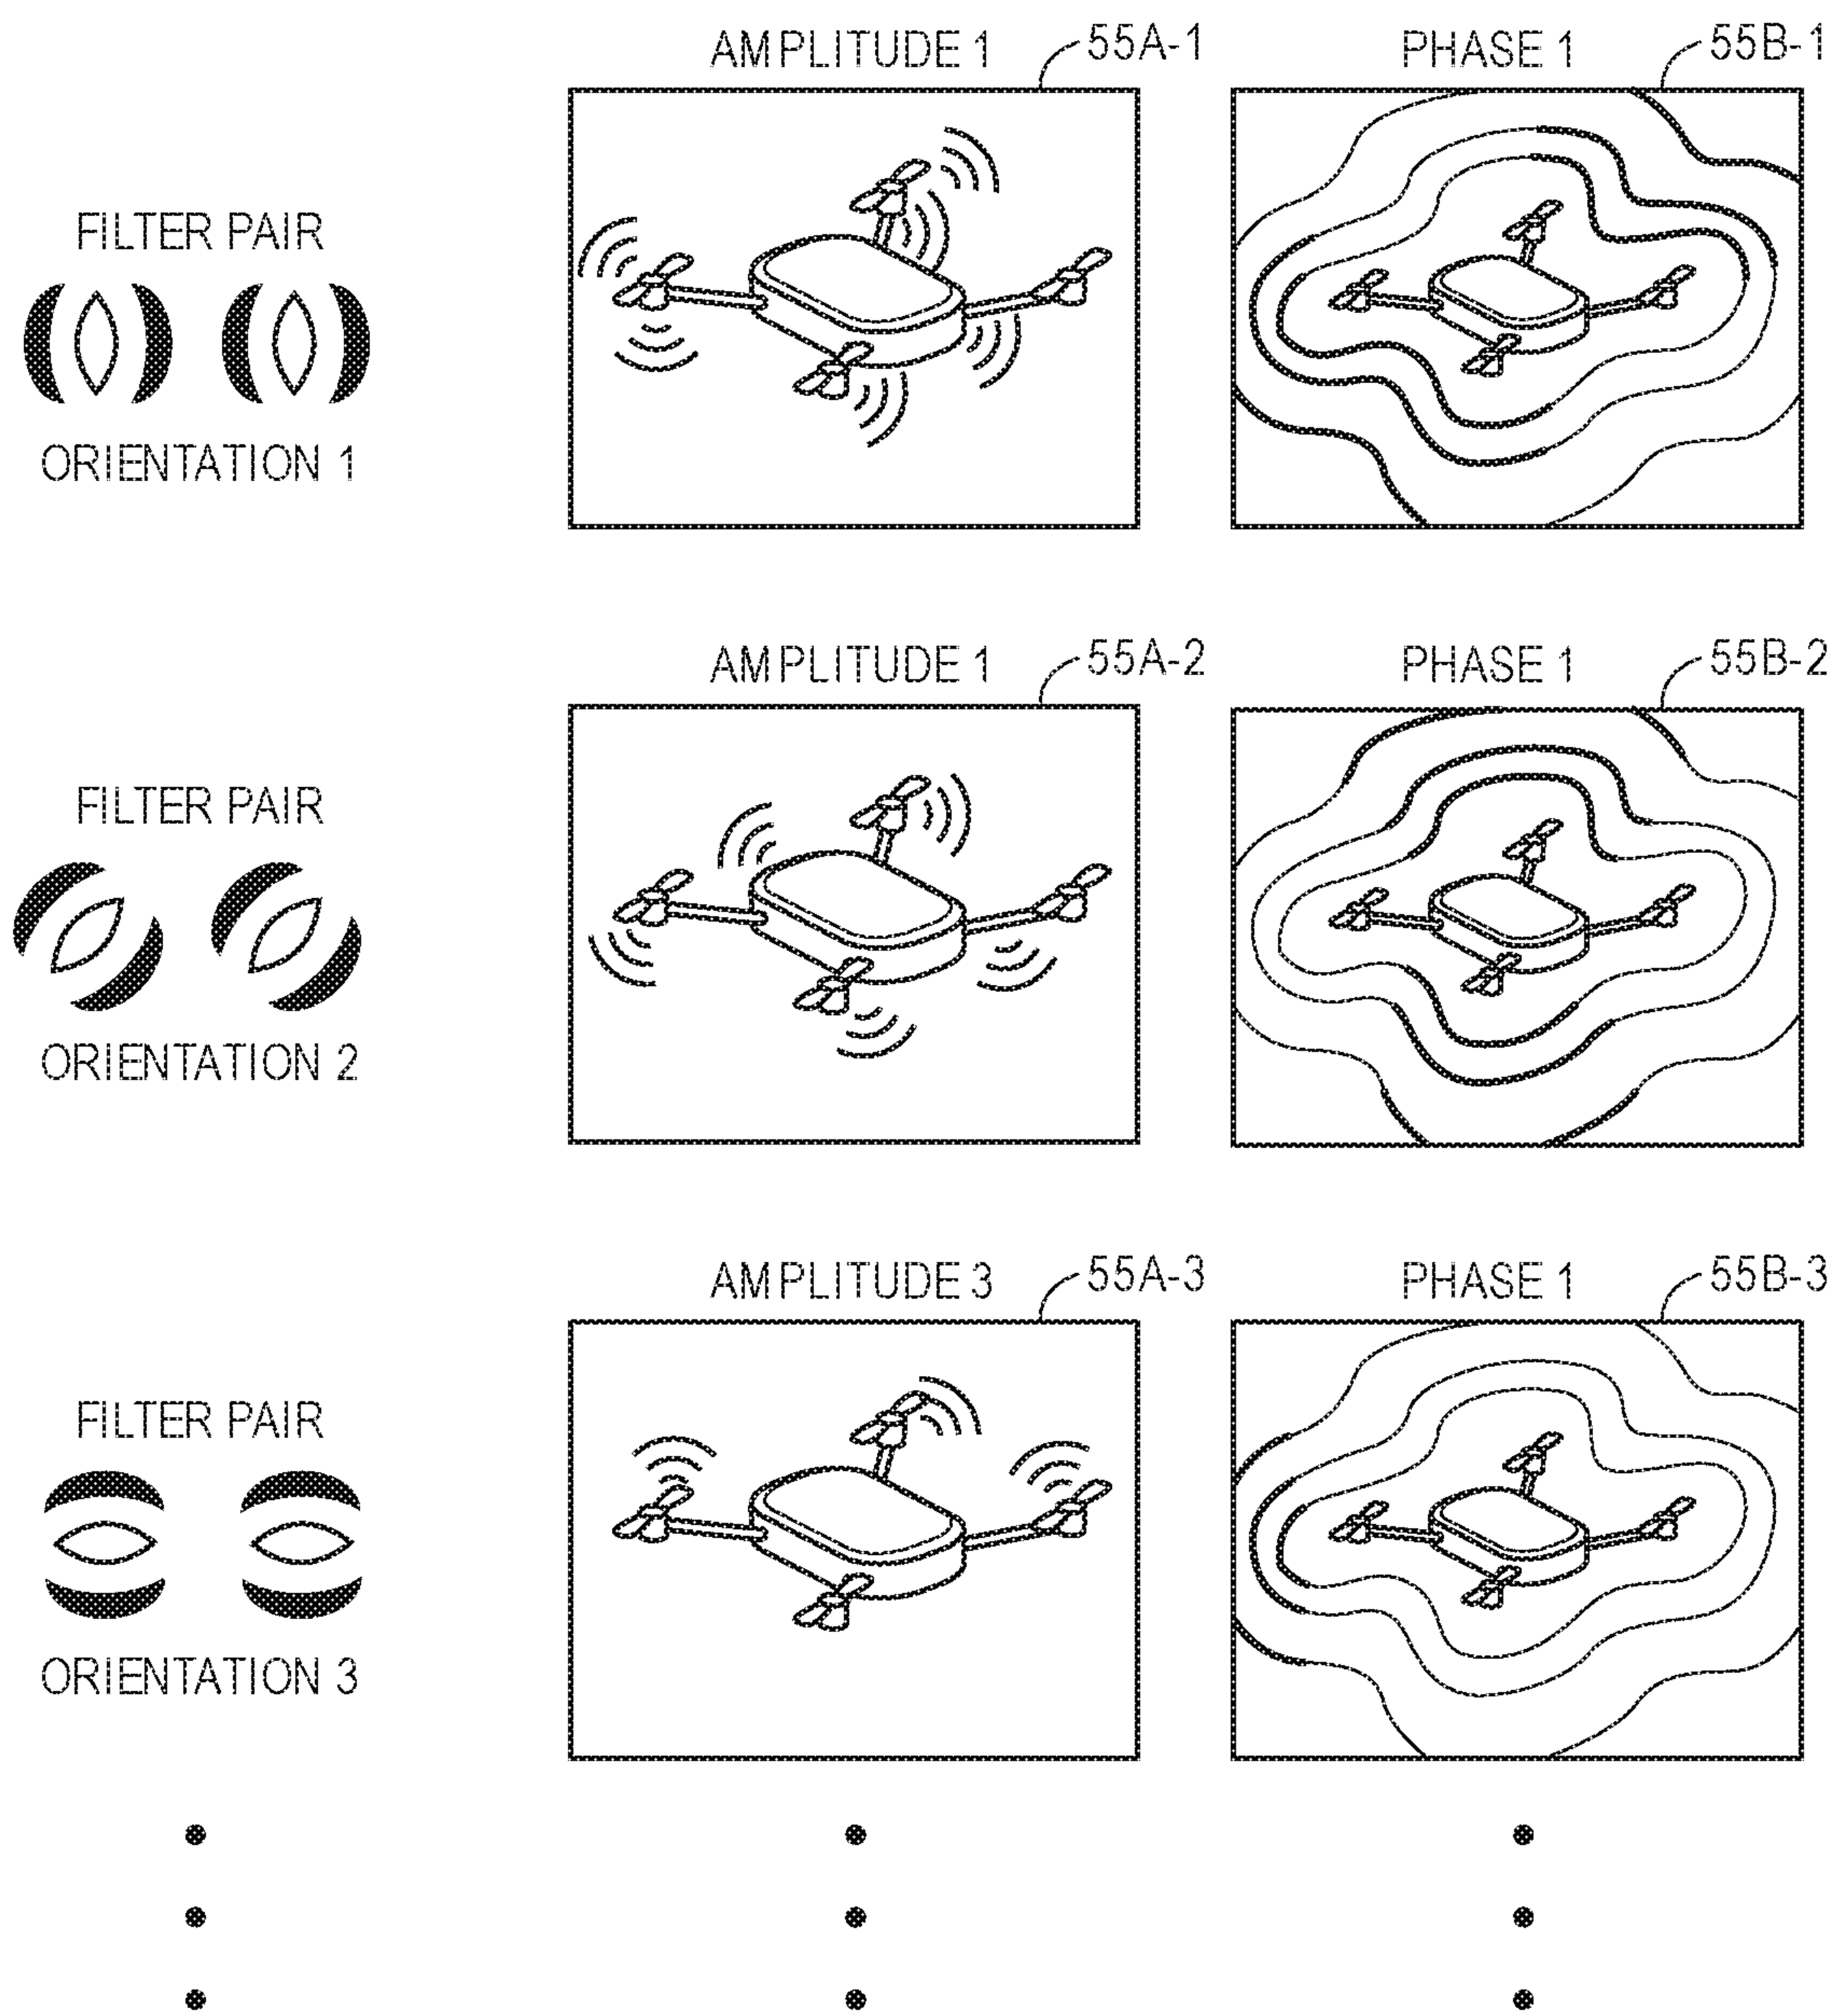 AMPLITUDE 1
55A-1
PHASE 1
55B-1
FILTER PAIR
ORIENTATION 1
AMPLITUDE 1
55A-2
PHASE 1
55B-2
FILTER PAIR
ORIENTATION 2
AMPLITUDE 3
55A-3
PHASE 1
55B-3
FILTER PAIR
ORIENTATION 3